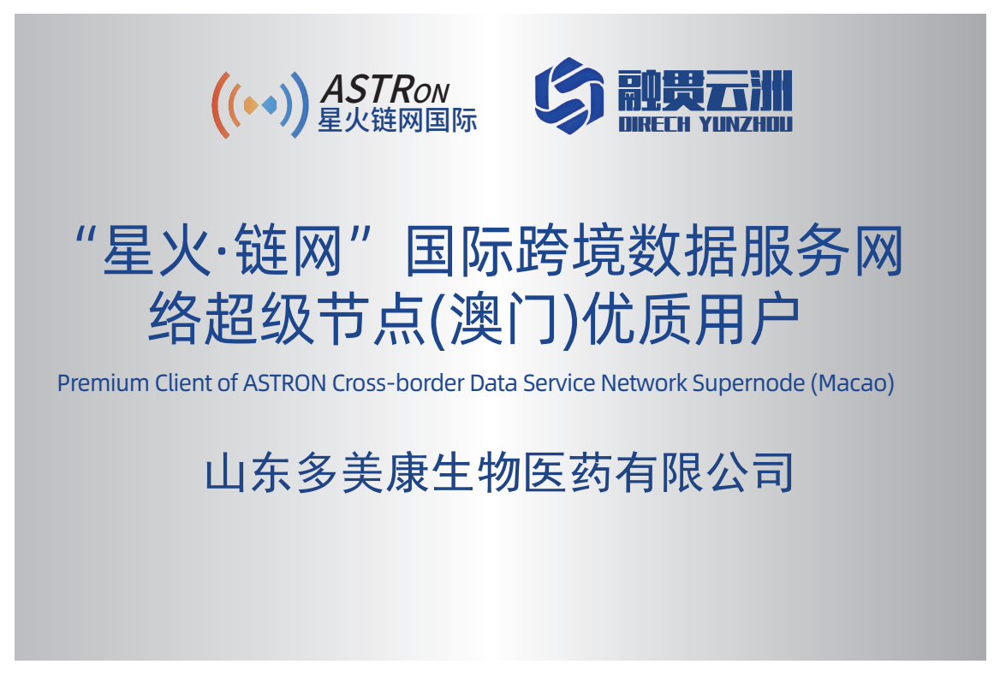 ASTRON
星火链网国际
融贯云洲
DIRECH YUNZHOU
“星火·链网”国际跨境数据服务网
络超级节点(澳门)优质用户
Premium Client of ASTRON Cross-border Data Service Network Supernode (Macao)
山东多美康生物医药有限公司